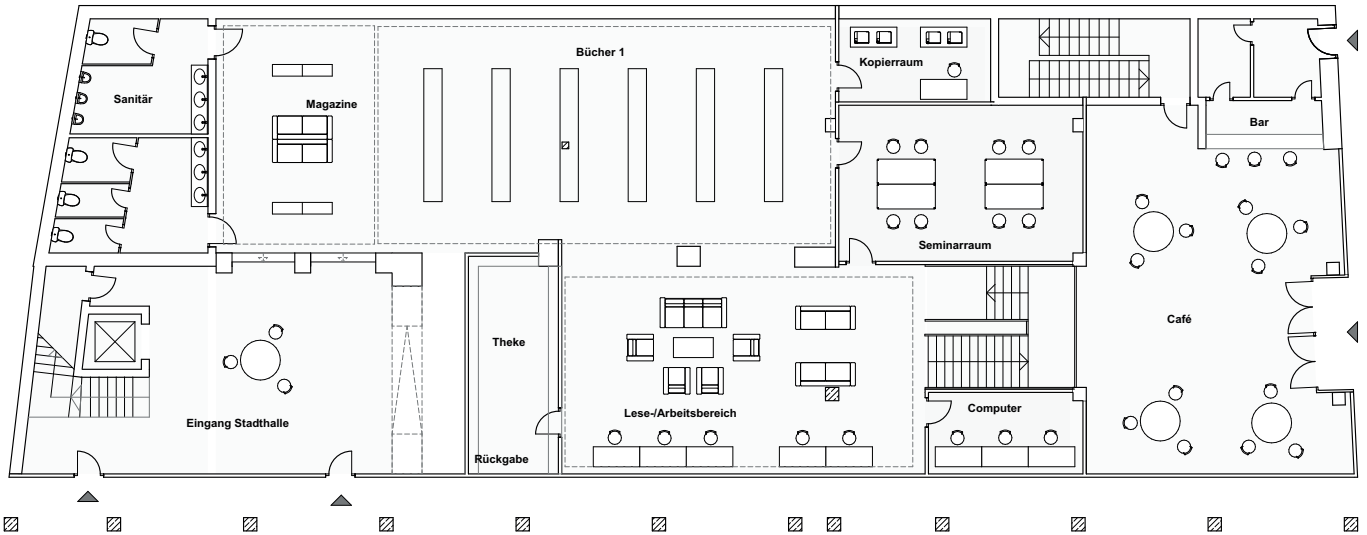 Bücher 1
Kopierraum
Sanitär
Magazine
Bar
Seminarraum
Café
Theke
Lese-/Arbeitsbereich
Computer
Eingang Stadthalle
Rückgabe